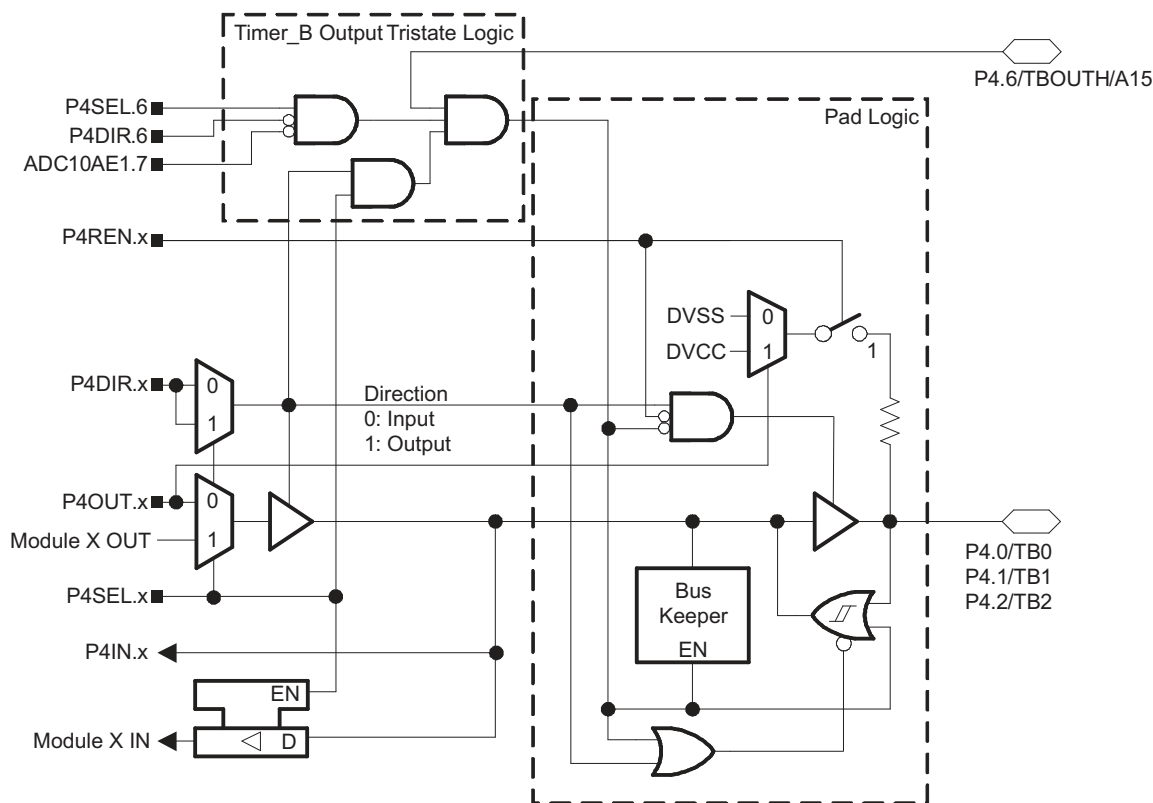 Timer_B Output Tristate Logic
P4.6/TBOUTH/A15
P4SEL.6
P4DIR.6
ADC10AE1.7
Pad Logic
P4REN.x
DVSS
0
DVCC
1
1
P4DIR.x
0
1
Direction
0: Input
1: Output
P4OUT.x
0
Module X OUT
1
P4.0/TB0
P4.1/TB1
P4.2/TB2
Bus
Keeper
EN
P4SEL.x
P4IN.x
EN
Module X IN
D